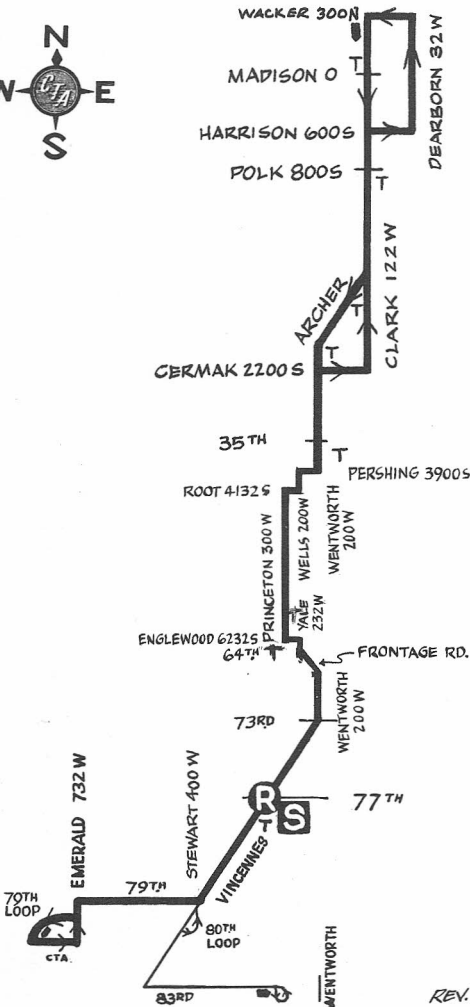 WACKER 300N
N
W
CTA
E
S
MADISON 0
DEARBORN 32W
HARRISON 600S
POLK 800S
T
T
CLARK 122W
ARCHER
T
CERMAK 2200S
T
35TH
T
PERSHING 3900S
ROOT 4132S
PRINCETON 300W
WELLS 200W
WENTWORTH
200W
YALE
232W
T
ENGLEWOOD 6232S
64TH
T
FRONTAGE RD.
WENTWORTH
200W
73RD
EMERALD 732W
STEWART 400W
R
S
77TH
T
VINCENNES
79TH
79TH
LOOP
CTA
80TH
LOOP
83RD
WENTWORTH
REV.